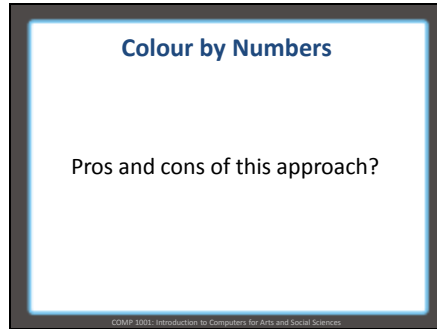 Colour by Numbers
Pros and cons of this approach?
COMP 1001: Introduction to Computers for Arts and Social Sciences